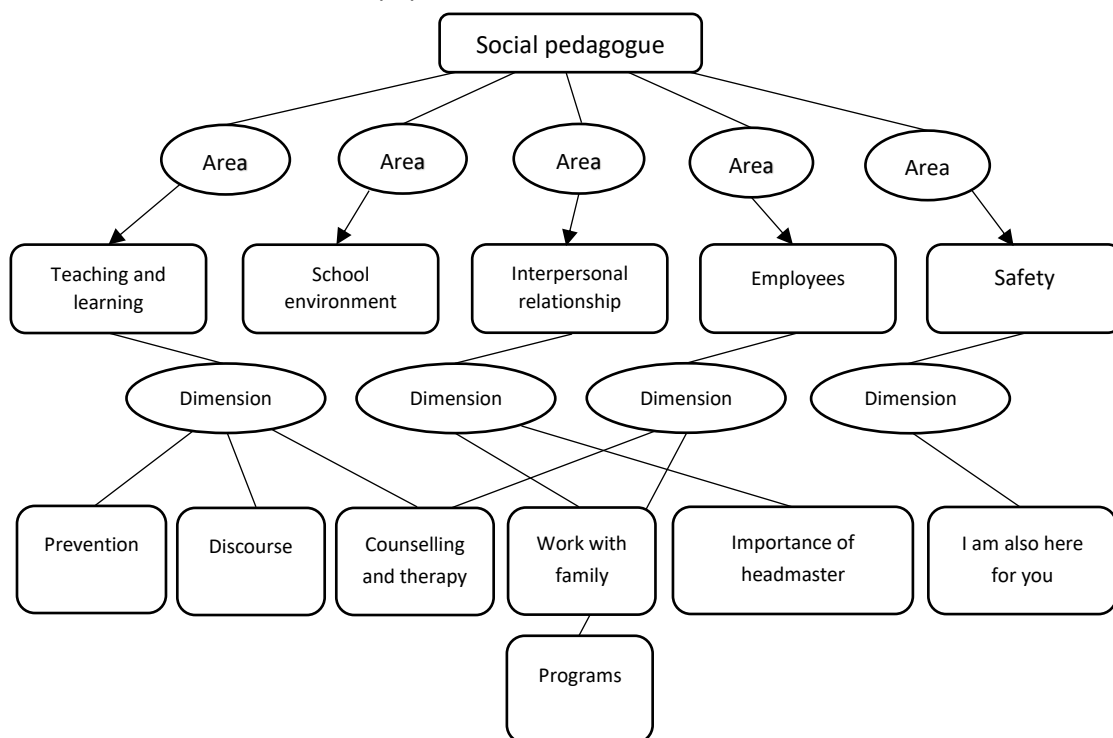 Social pedagogue
Area
Area
Area
Area
Area
Teaching and
learning
School
environment
Interpersonal
relationship
Employees
Safety
Dimension
Dimension
Dimension
Dimension
Prevention
Discourse
Counselling
and therapy
Work with
family
Importance of
headmaster
I am also here
for you
Programs